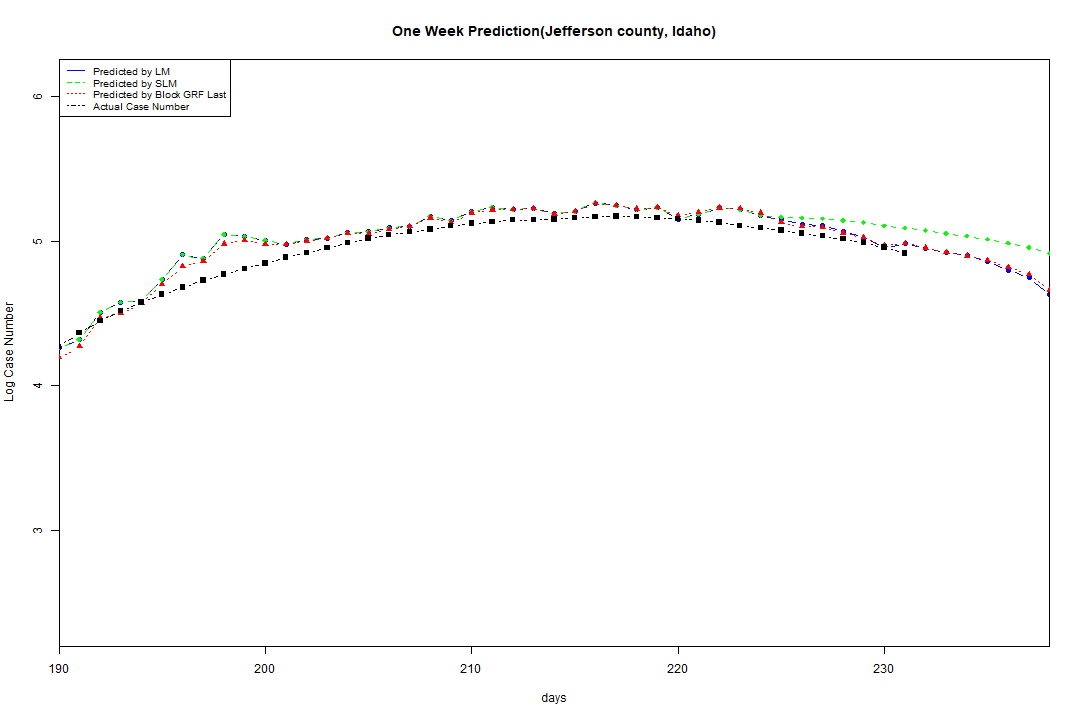 One Week Prediction(Jefferson county, Idaho)
Predicted by LM
Predicted by SLM
Predicted by Block GRF Last
Actual Case Number
6
5
4
3
Log Case Number
190 200 210 220 230
days